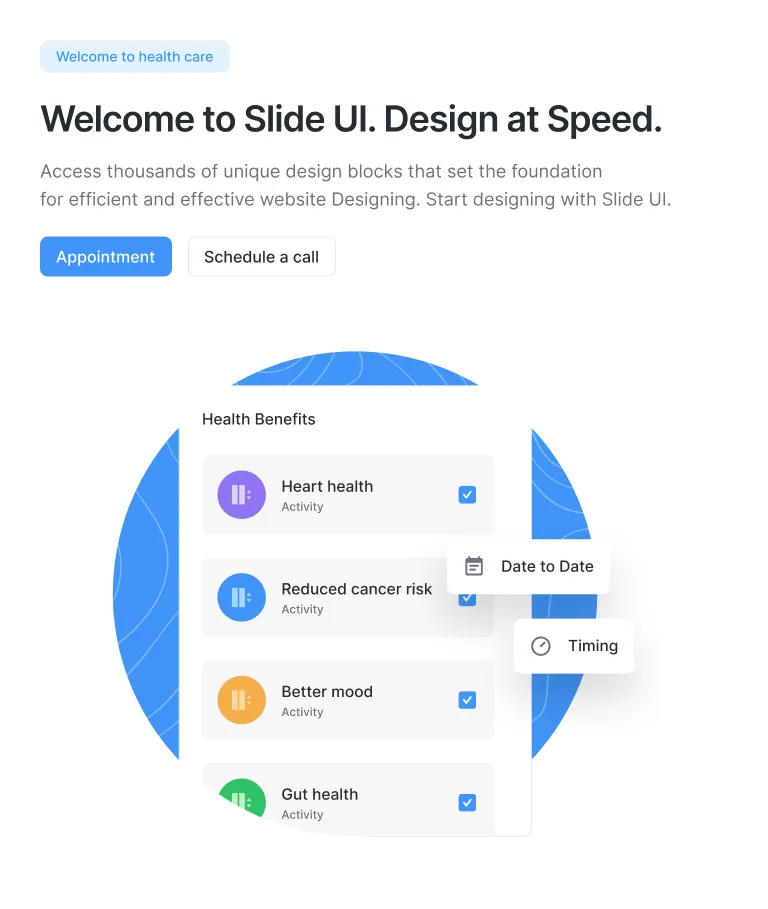 Welcome to health care
Welcome to Slide UI. Design at Speed.
Access thousands of unique design blocks that set the foundation
for efficient and effective website Designing. Start designing with Slide UI.
Appointment
Schedule a call
Health Benefits
Heart health
Activity
Date to Date
Reduced cancer risk
Activity
Timing
Better mood
Activity
Gut health
Activity